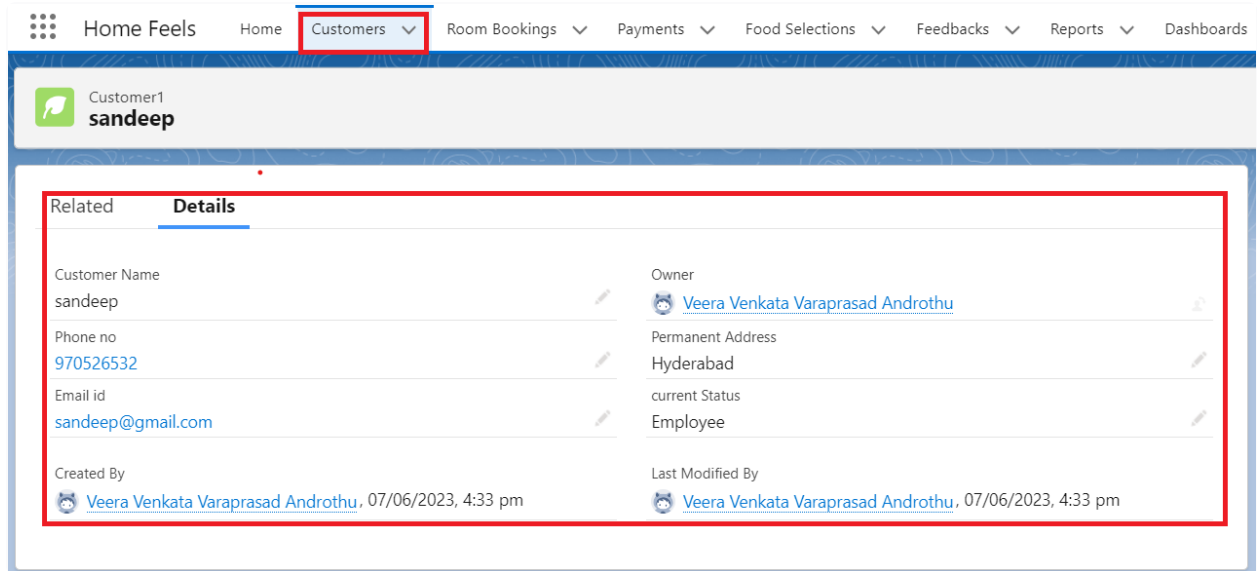 Home Feels Home Customers Room Bookings Payments Food Selections Feedbacks Reports Dashboards
Customer1
sandeep
Related Details
Customer Name Owner
sandeep Veera Venkata Varaprasad Androthu
Phone no Permanent Address
970526532 Hyderabad
Email id current Status
sandeep@gmail.com Employee
Created By Last Modified By
Veera Venkata Varaprasad Androthu, 07/06/2023, 4:33 pm Veera Venkata Varaprasad Androthu, 07/06/2023, 4:33 pm